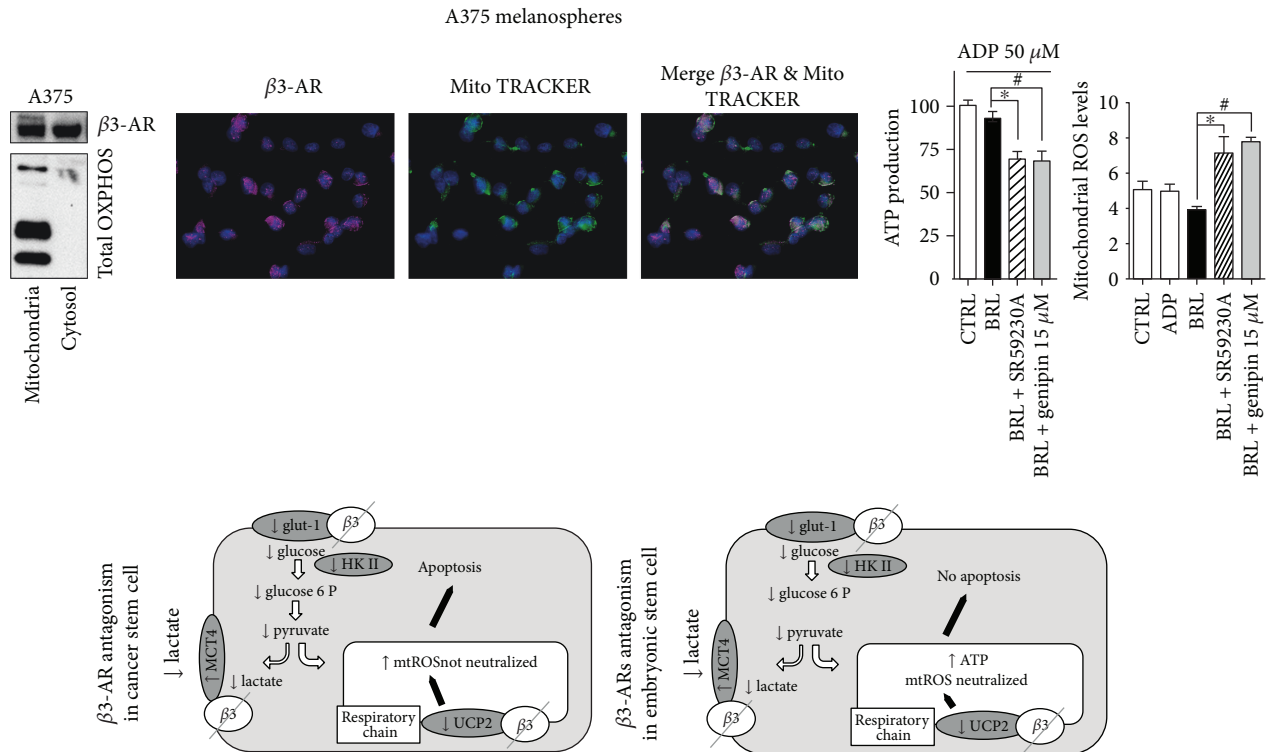 A375 melanospheres
A375
β3-AR
Total OXPHOS
Mitochondria
Cytosol
β3-AR
Mito TRACKER
Merge β3-AR & Mito
TRACKER
ADP 50 μM
#
*
ATP production
100
75
50
25
0
CTRL
BRL
BRL + SR59230A
BRL + genipin 15 μM
#
*
Mitochondrial ROS levels
10
8
6
4
2
0
CTRL
ADP
BRL
BRL + SR59230A
BRL + genipin 15 μM
β3-AR antagonism
in cancer stem cell
↓ glut-1
β3
↓ glucose
↓ HK II
↓ glucose 6 P
Apoptosis
↓ pyruvate
↓ lactate
↑ MCT4
↓ lactate
β3
↑ mtROSnot neutralized
Respiratory
chain
↓ UCP2
β3
β3-ARs antagonism
in embryonic stem cell
↓ glut-1
β3
↓ glucose
↓ HK II
↓ glucose 6 P
No apoptosis
↓ pyruvate
↓ lactate
↑ MCT4
↓ lactate
β3
↑ ATP
mtROS neutralized
Respiratory
chain
↓ UCP2
β3